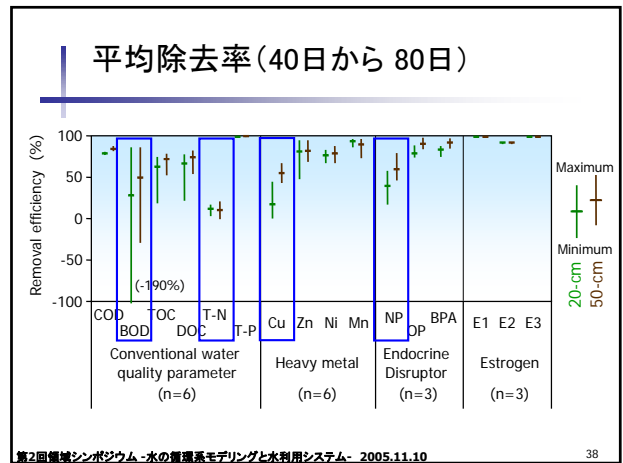 平均除去率(40日から 80日)
Removal efficiency (%)
100
50
0
-50
-100
(-190%)
COD
BOD
TOC
DOC
T-N
T-P
Cu
Zn
Ni
Mn
NP
OP
BPA
E1
E2
E3
Conventional water
quality parameter
(n=6)
Heavy metal
(n=6)
Endocrine
Disruptor
(n=3)
Estrogen
(n=3)
Maximum
Minimum
20-cm
50-cm
第2回領域シンポジウム -水の循環系モデリングと水利用システム- 2005.11.10
38